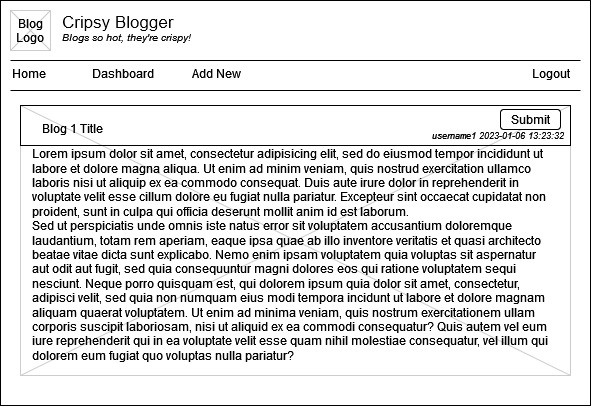 Blog
Logo
Cripsy Blogger
Blogs so hot, they're crispy!
Home Dashboard Add New Logout
Submit
Blog 1 Title
username1 2023-01-06 13:23:32
Lorem ipsum dolor sit amet, consectetur adipisicing elit, sed do eiusmod tempor incididunt ut
labore et dolore magna aliqua. Ut enim ad minim veniam, quis nostrud exercitation ullamco
laboris nisi ut aliquip ex ea commodo consequat. Duis aute irure dolor in reprehenderit in
voluptate velit esse cillum dolore eu fugiat nulla pariatur. Excepteur sint occaecat cupidatat non
proident, sunt in culpa qui officia deserunt mollit anim id est laborum.
Sed ut perspiciatis unde omnis iste natus error sit voluptatem accusantium doloremque
laudantium, totam rem aperiam, eaque ipsa quae ab illo inventore veritatis et quasi architecto
beatae vitae dicta sunt explicabo. Nemo enim ipsam voluptatem quia voluptas sit aspernatur
aut odit aut fugit, sed quia consequuntur magni dolores eos qui ratione voluptatem sequi
nesciunt. Neque porro quisquam est, qui dolorem ipsum quia dolor sit amet, consectetur,
adipisci velit, sed quia non numquam eius modi tempora incidunt ut labore et dolore magnam
aliquam quaerat voluptatem. Ut enim ad minima veniam, quis nostrum exercitationem ullam
corporis suscipit laboriosam, nisi ut aliquid ex ea commodi consequatur? Quis autem vel eum
iure reprehenderit qui in ea voluptate velit esse quam nihil molestiae consequatur, vel illum qui
dolorem eum fugiat quo voluptas nulla pariatur?